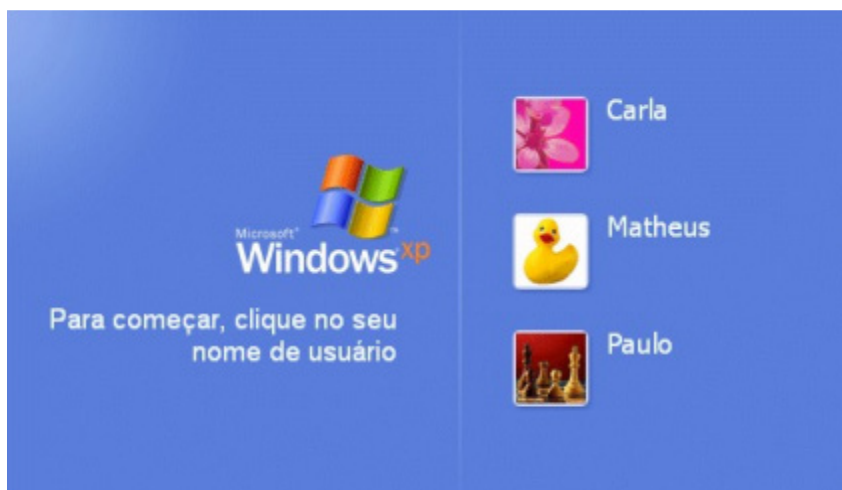 Microsoft®
Windows xp
Para começar, clique no seu
nome de usuário
Carla
Matheus
Paulo